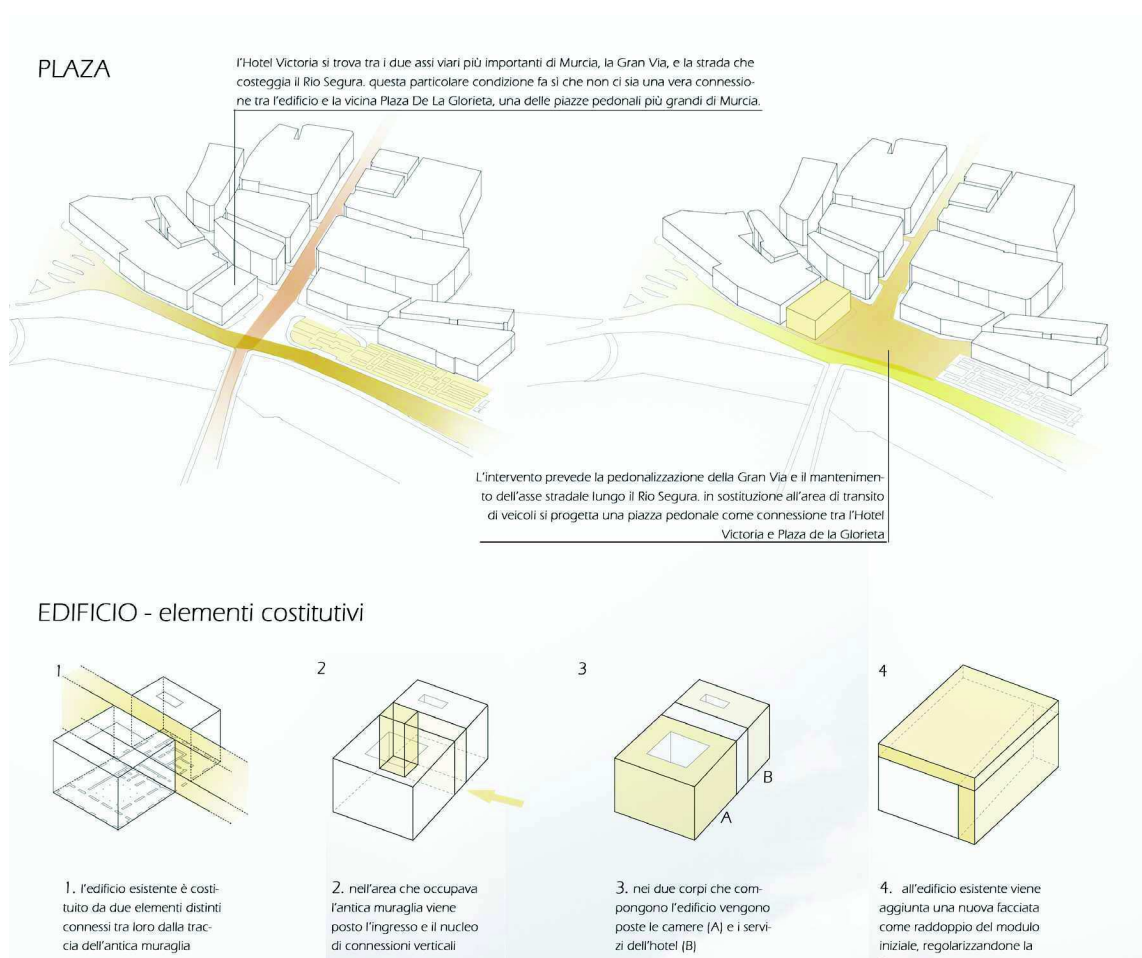 PLAZA
l'Hotel Victoria si trova tra i due assi viari più importanti di Murcia, la Gran Via, e la strada che
costeggia il Rio Segura. questa particolare condizione fa sì che non ci sia una vera connessio-
ne tra l'edificio e la vicina Plaza De La Glorieta, una delle piazze pedonali più grandi di Murcia.
L'intervento prevede la pedonalizzazione della Gran Via e il mantenimen-
to dell'asse stradale lungo il Rio Segura. in sostituzione all'area di transito
di veicoli si progetta una piazza pedonale come connessione tra l'Hotel
Victoria e Plaza de la Glorieta
EDIFICIO - elementi costitutivi
1
2
3
4
A
B
1. l'edificio esistente è costi-
tuito da due elementi distinti
connessi tra loro dalla trac-
cia dell'antica muraglia
2. nell'area che occupava
l'antica muraglia viene
posto l'ingresso e il nucleo
di connessioni verticali
3. nei due corpi che com-
pongono l'edificio vengono
poste le camere (A) e i servi-
zi dell'hotel (B)
4. all'edificio esistente viene
aggiunta una nuova facciata
come raddoppio del modulo
iniziale, regolarizzandone la